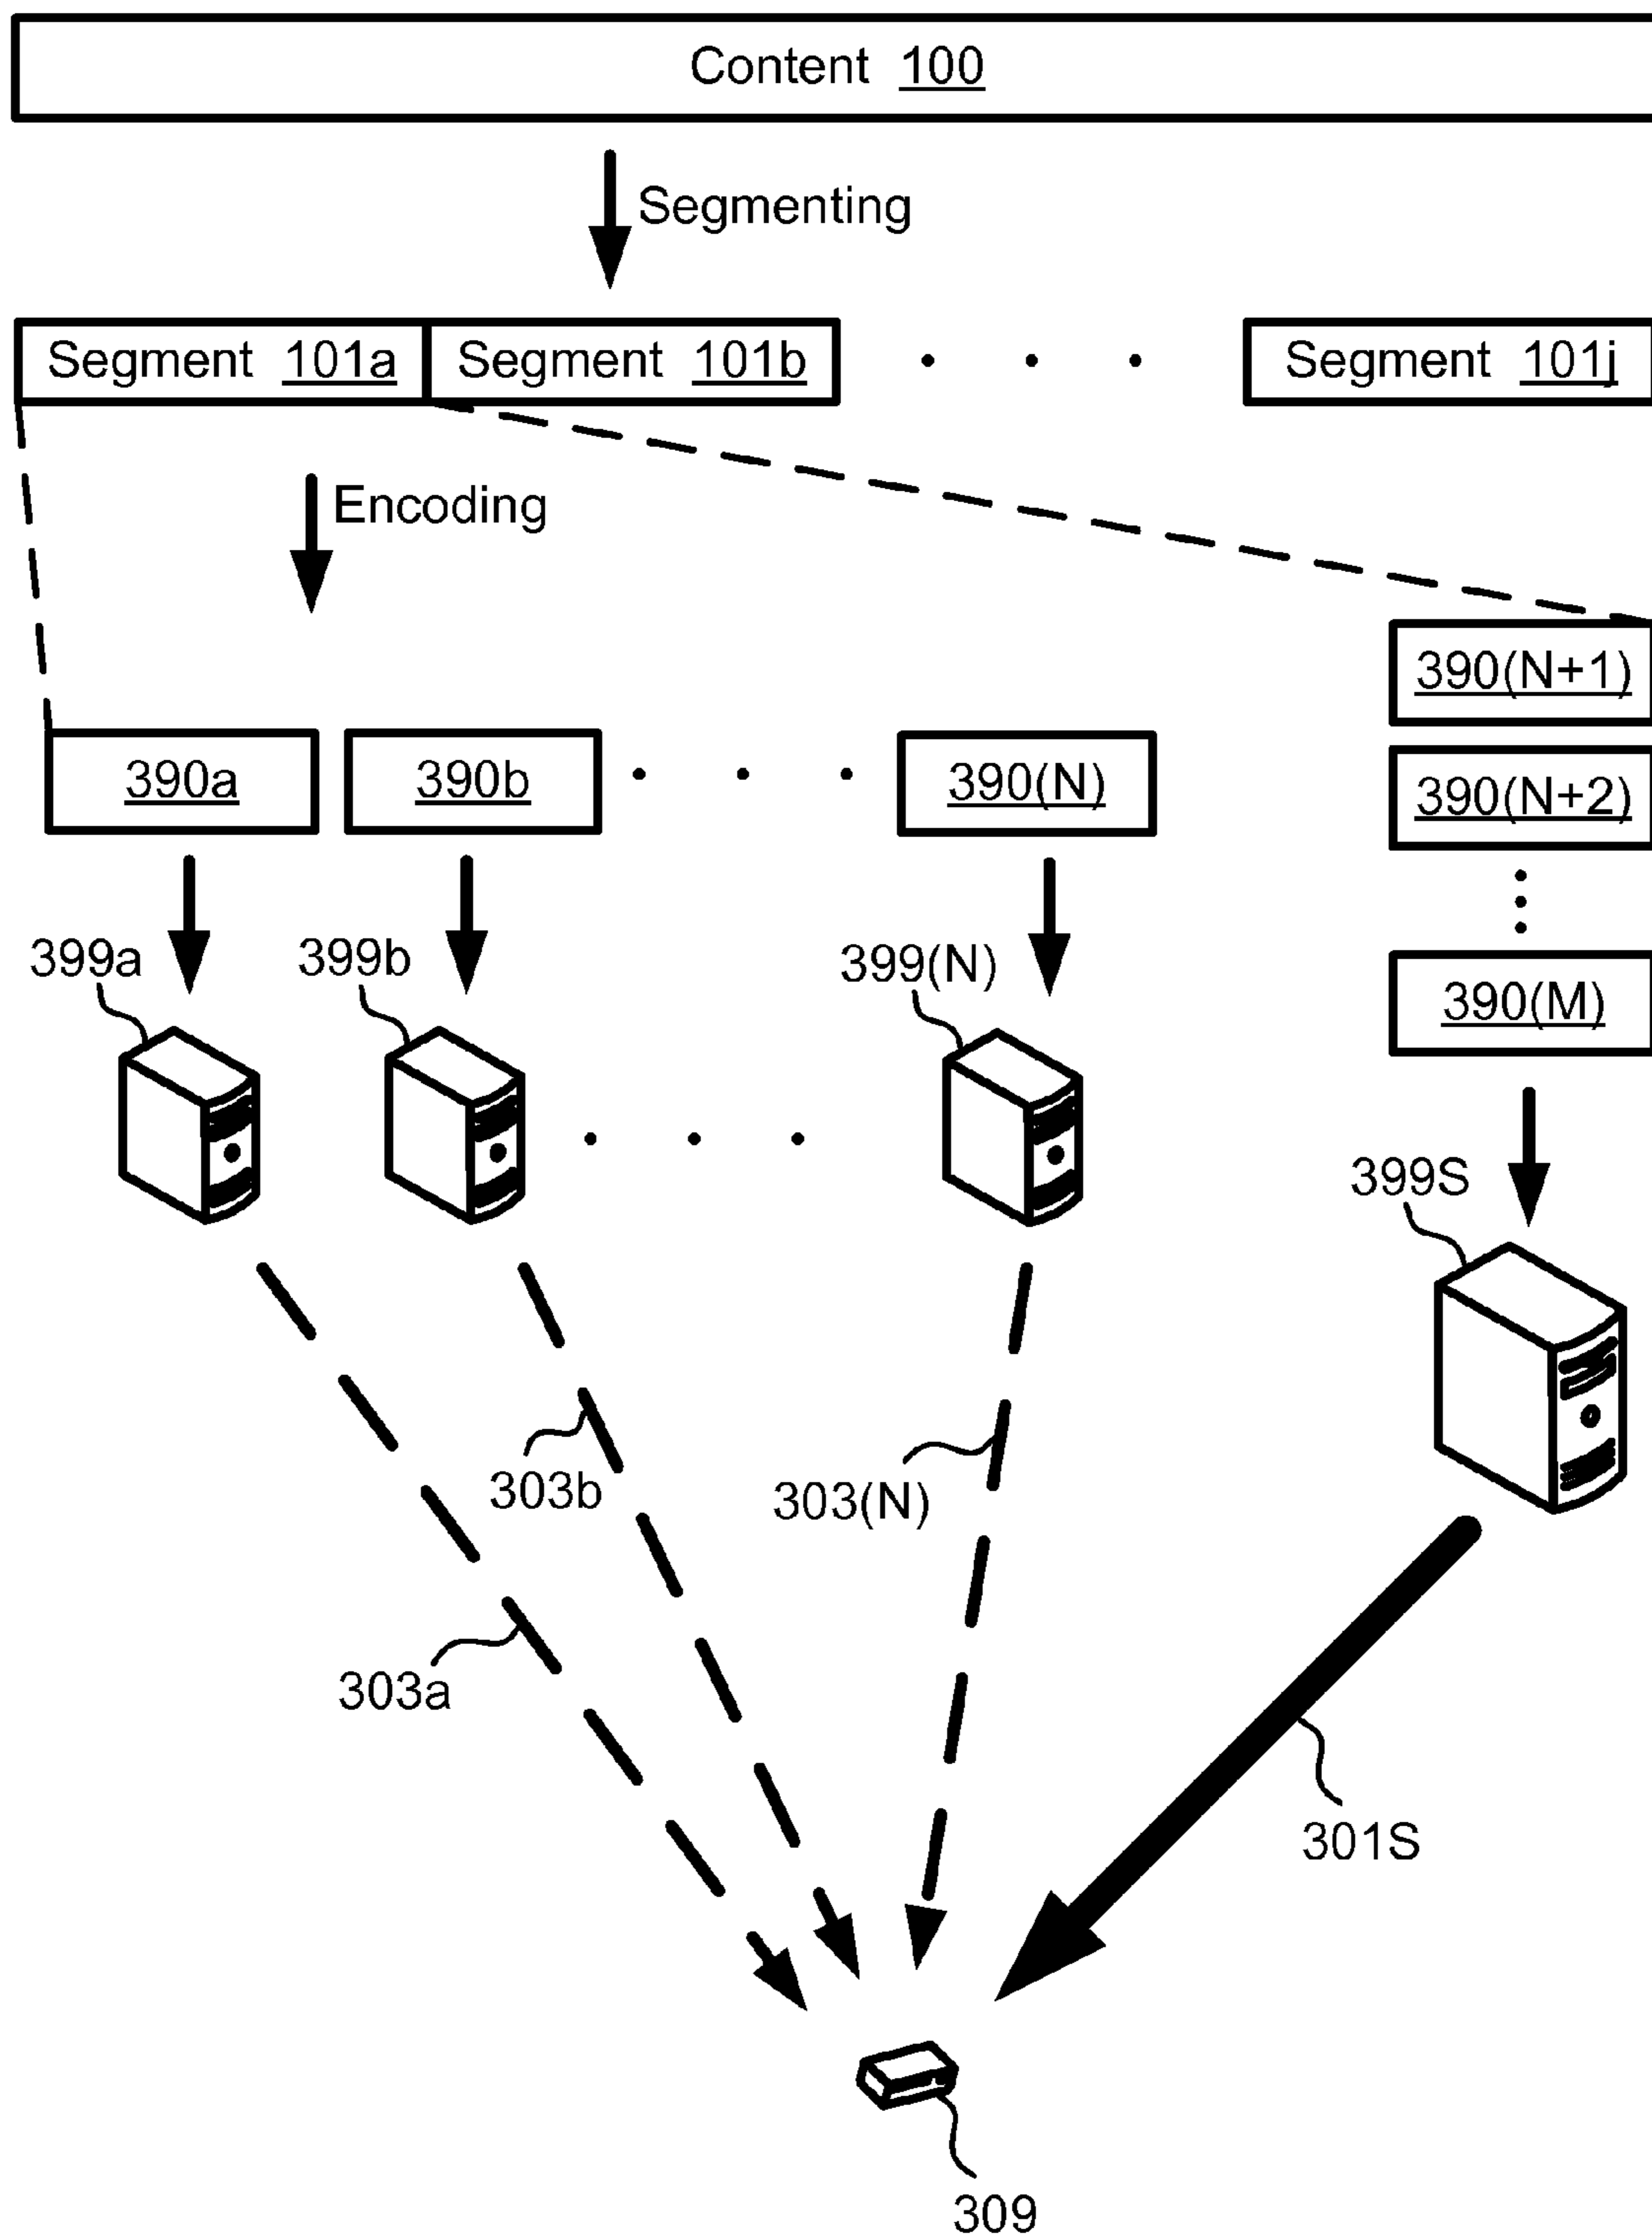 Content 100
Segmenting
Segment 101a Segment 101b Segment 101j
Encoding
390(N+1)
390a 390b 390(N) 390(N+2)
399a 399b 399(N) 390(M)
399S
303b 303(N)
303a
301S
309